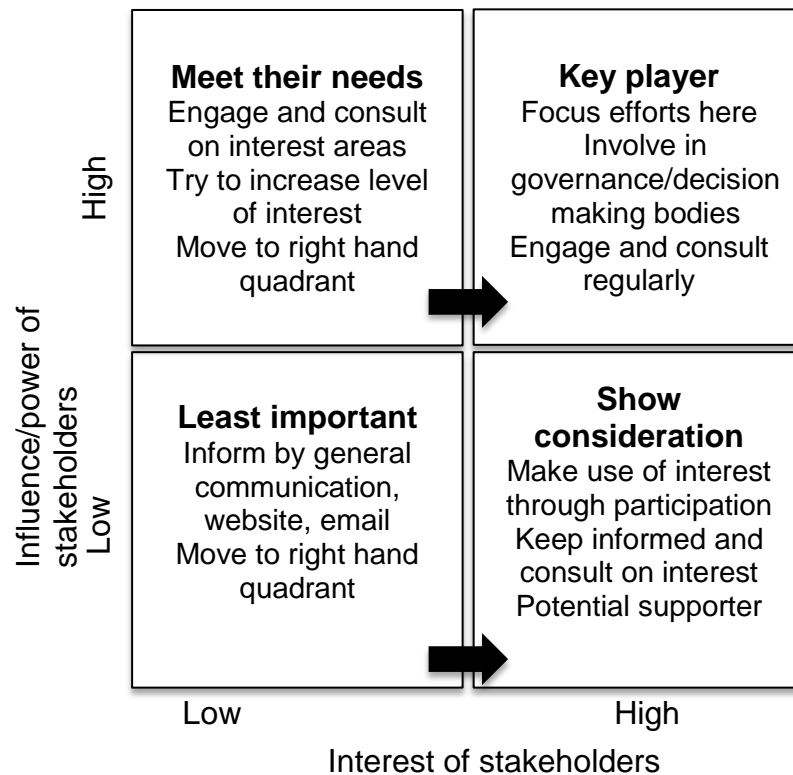 Meet their needs
Engage and consult
on interest areas
Try to increase level
of interest
Move to right hand
quadrant
Key player
Focus efforts here
Involve in
governance/decision
making bodies
Engage and consult
regularly
High
Influence/power of
stakeholders
Low
Least important
Inform by general
communication,
website, email
Move to right hand
quadrant
Show
consideration
Make use of interest
through participation
Keep informed and
consult on interest
Potential supporter
Low
High
Interest of stakeholders